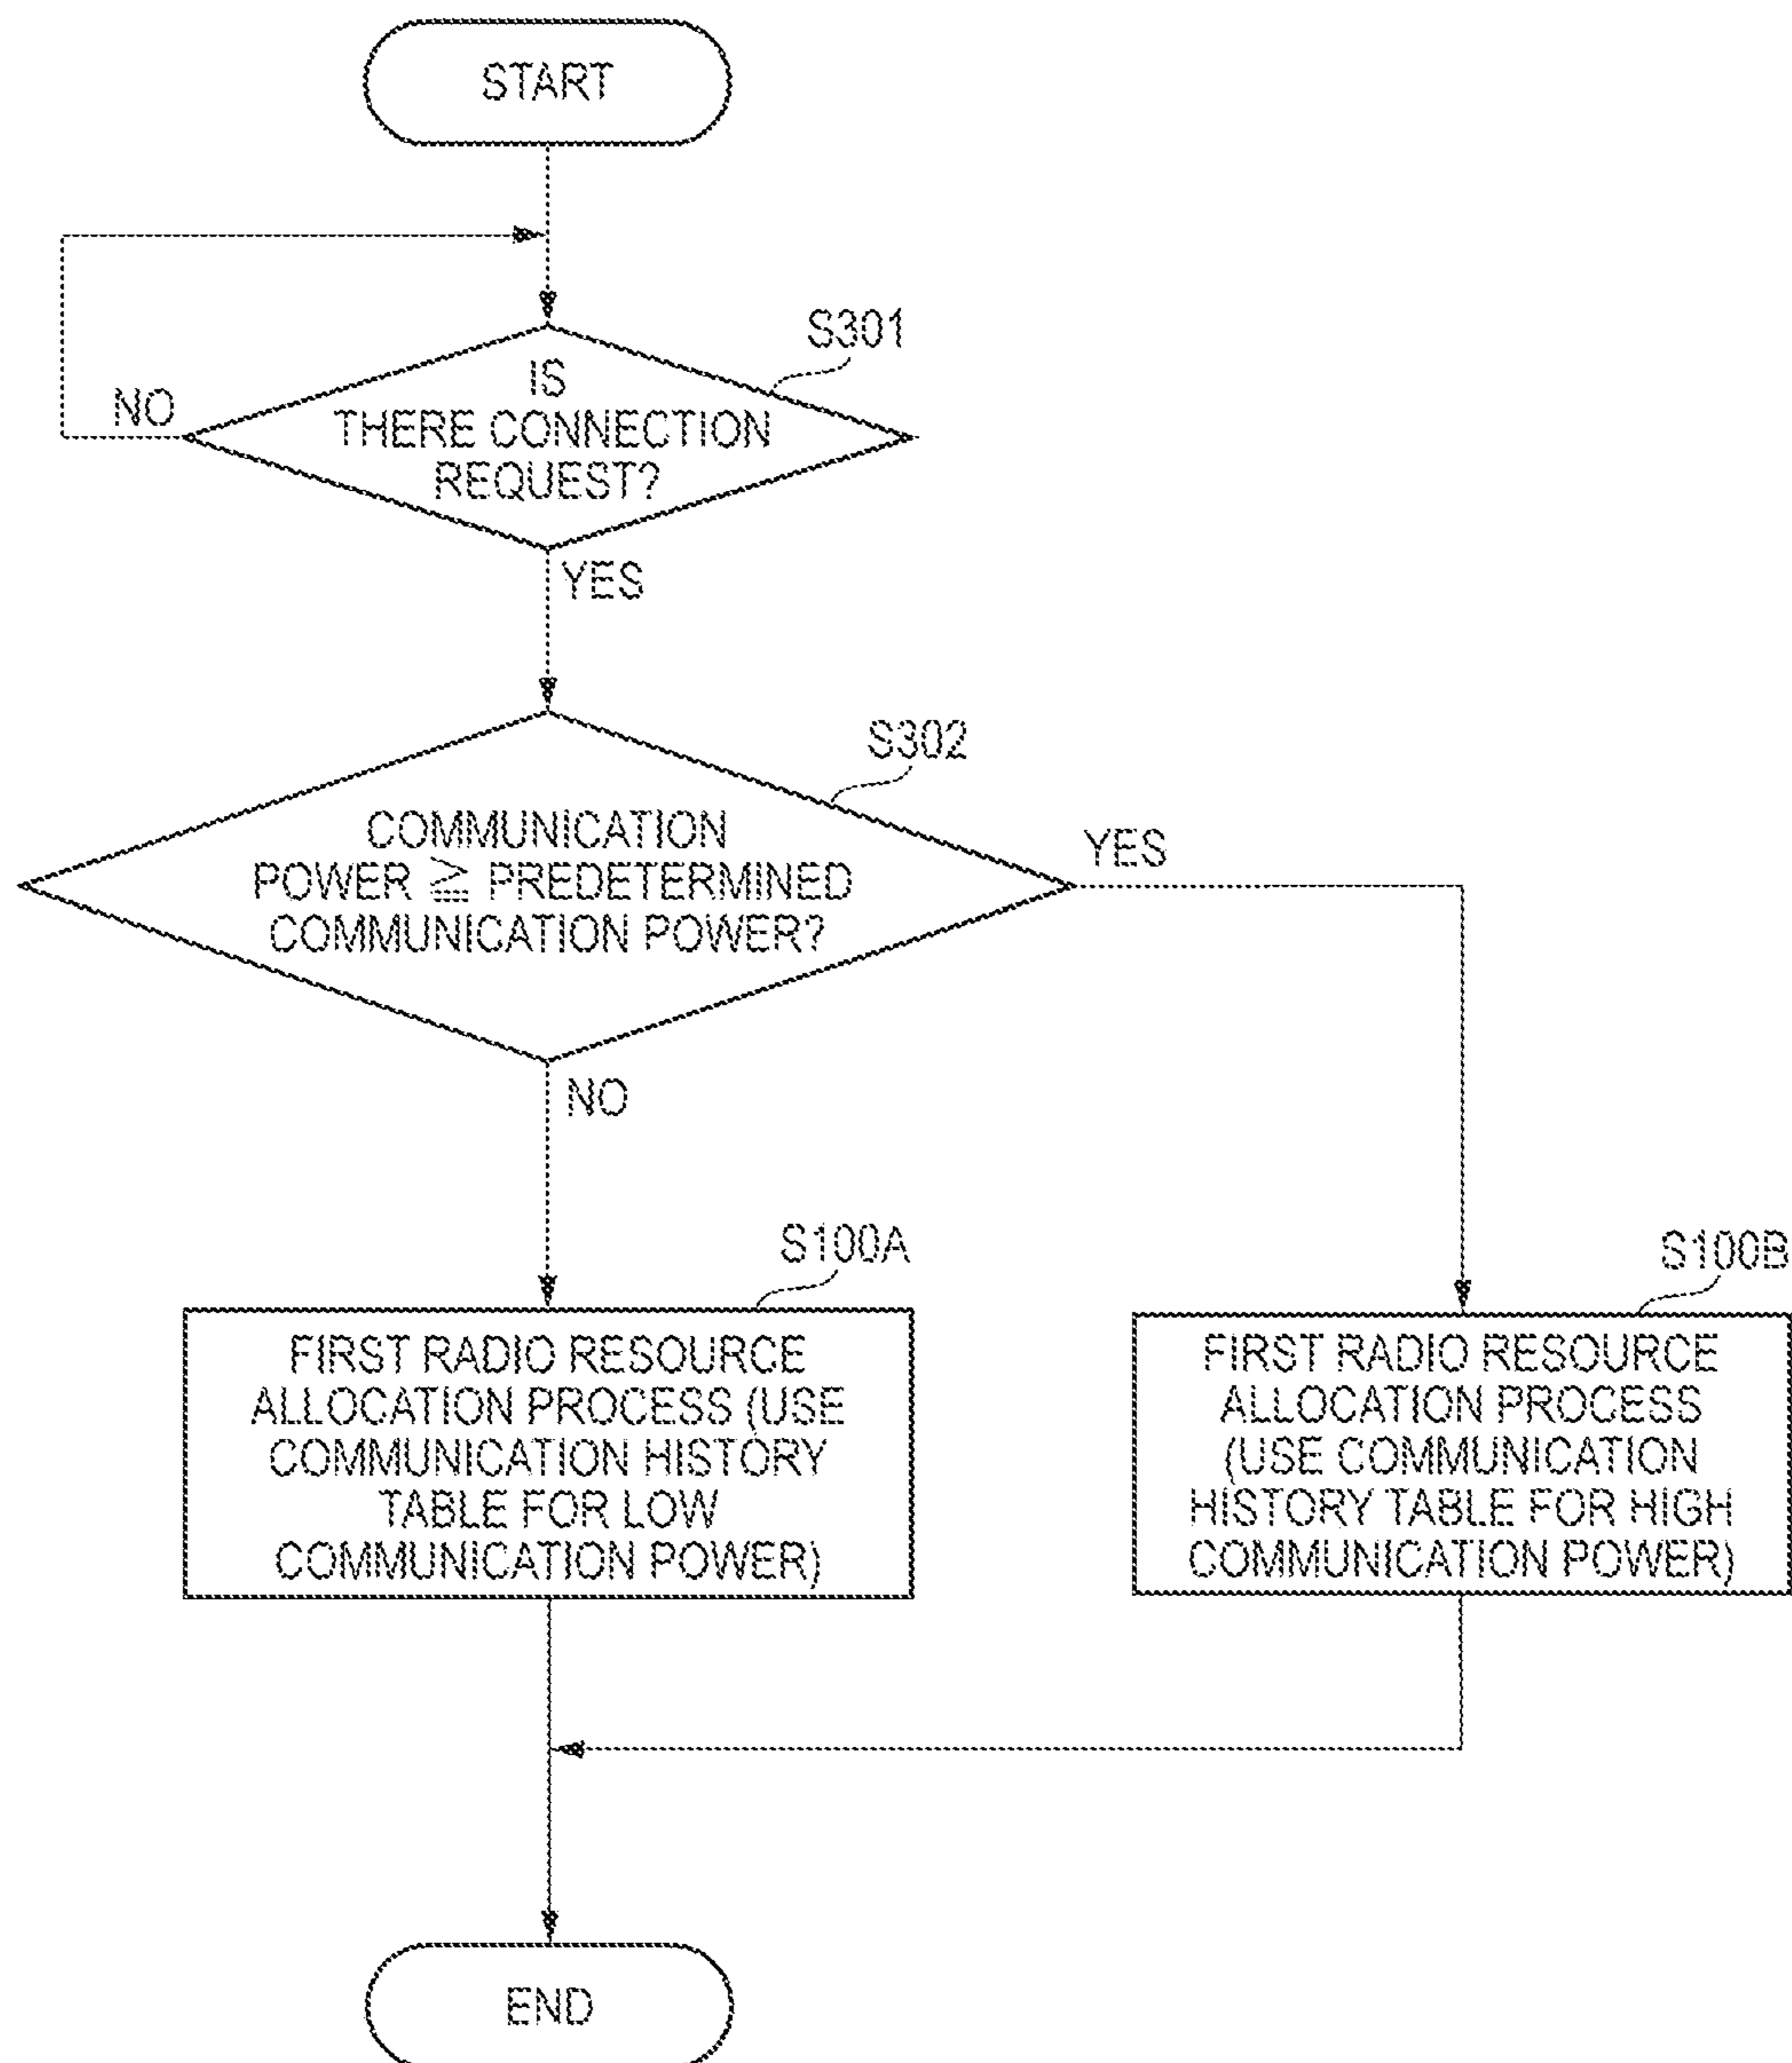 START
S301
IS
THERE CONNECTION
REQUEST?
NO
YES
S302
COMMUNICATION
POWER ≧ PREDETERMINED
COMMUNICATION POWER?
YES
NO
S100A
FIRST RADIO RESOURCE
ALLOCATION PROCESS (USE
COMMUNICATION HISTORY
TABLE FOR LOW
COMMUNICATION POWER)
S100B
FIRST RADIO RESOURCE
ALLOCATION PROCESS
(USE COMMUNICATION
HISTORY TABLE FOR HIGH
COMMUNICATION POWER)
END